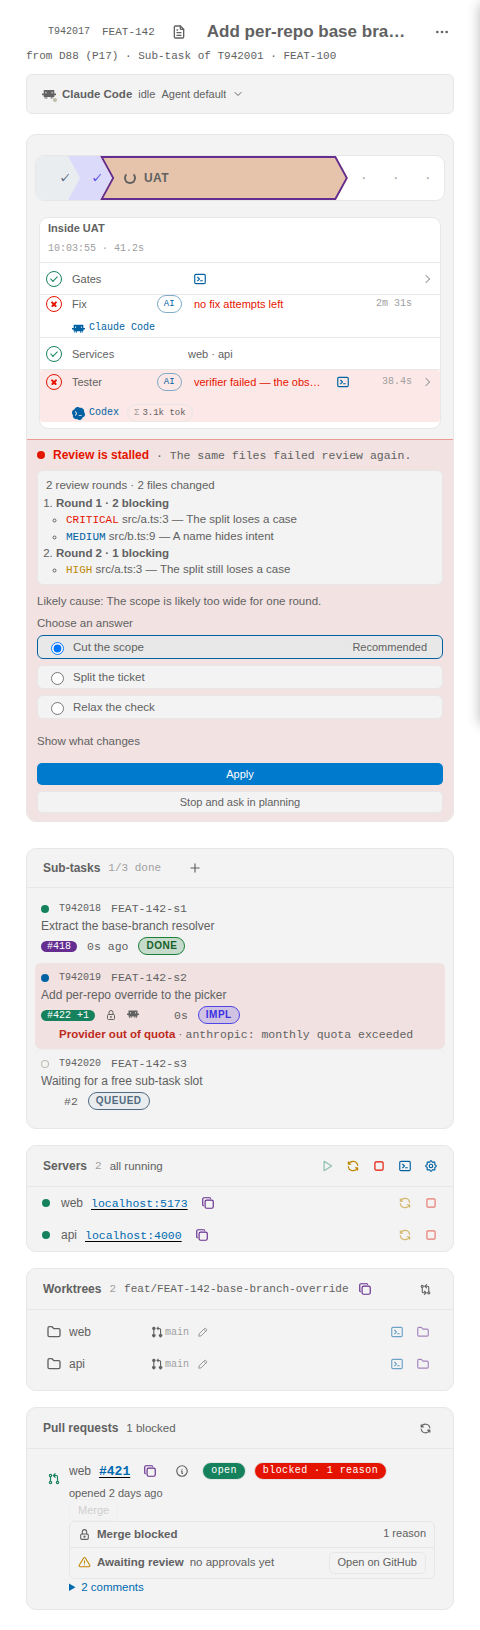 T942017 FEAT-142 Add per-repo base bra…
from D88 (P17) · Sub-task of T942001 · FEAT-100
Claude Code idle Agent default
UAT
Inside UAT
10:03:55 · 41.2s
Gates
Fix AI no fix attempts left 2m 31s
Claude Code
Services web · api
Tester AI verifier failed — the obs… 38.4s
Codex Σ 3.1k tok
Review is stalled · The same files failed review again.
2 review rounds · 2 files changed
1. Round 1 · 2 blocking
CRITICAL src/a.ts:3 — The split loses a case
MEDIUM src/b.ts:9 — A name hides intent
2. Round 2 · 1 blocking
HIGH src/a.ts:3 — The split still loses a case
Likely cause: The scope is likely too wide for one round.
Choose an answer
Cut the scope Recommended
Split the ticket
Relax the check
Show what changes
Apply
Stop and ask in planning
Sub-tasks 1/3 done
T942018 FEAT-142-s1
Extract the base-branch resolver
#418 0s ago DONE
T942019 FEAT-142-s2
Add per-repo override to the picker
#422 +1 0s IMPL
Provider out of quota · anthropic: monthly quota exceeded
T942020 FEAT-142-s3
Waiting for a free sub-task slot
#2 QUEUED
Servers 2 all running
web localhost:5173
api localhost:4000
Worktrees 2 feat/FEAT-142-base-branch-override
web main
api main
Pull requests 1 blocked
web #421 open blocked · 1 reason
opened 2 days ago
Merge
Merge blocked 1 reason
Awaiting review no approvals yet Open on GitHub
2 comments